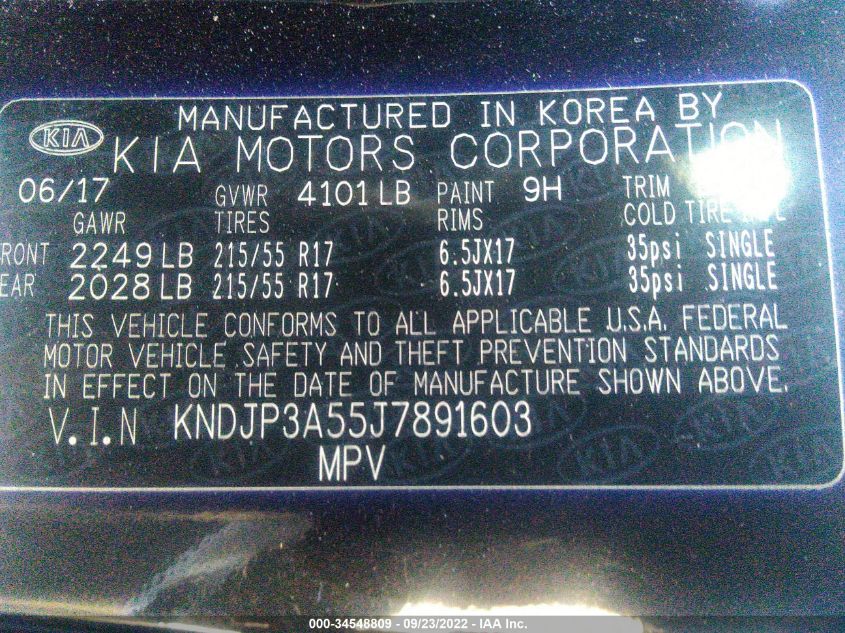 MANUFACTURED IN KOREA BY
KIA KIA MOTORS CORPORATION
06/17 GVWR 4101 LB PAINT 9H TRIM
GAWR TIRES RIMS COLD TIRE
2249 LB 215/55 R17 6.5JX17 35psi SINGLE
2028 LB 215/55 R17 6.5JX17 35psi SINGLE
THIS VEHICLE CONFORMS TO ALL APPLICABLE U.S.A. FEDERAL
MOTOR VEHICLE SAFETY AND THEFT PREVENTION STANDARDS
IN EFFECT ON THE DATE OF MANUFACTURE SHOWN ABOVE.
V.I.N KNDJP3A55J7891603
MPV
000-34548809 - 09/23/2022 - IAA Inc.